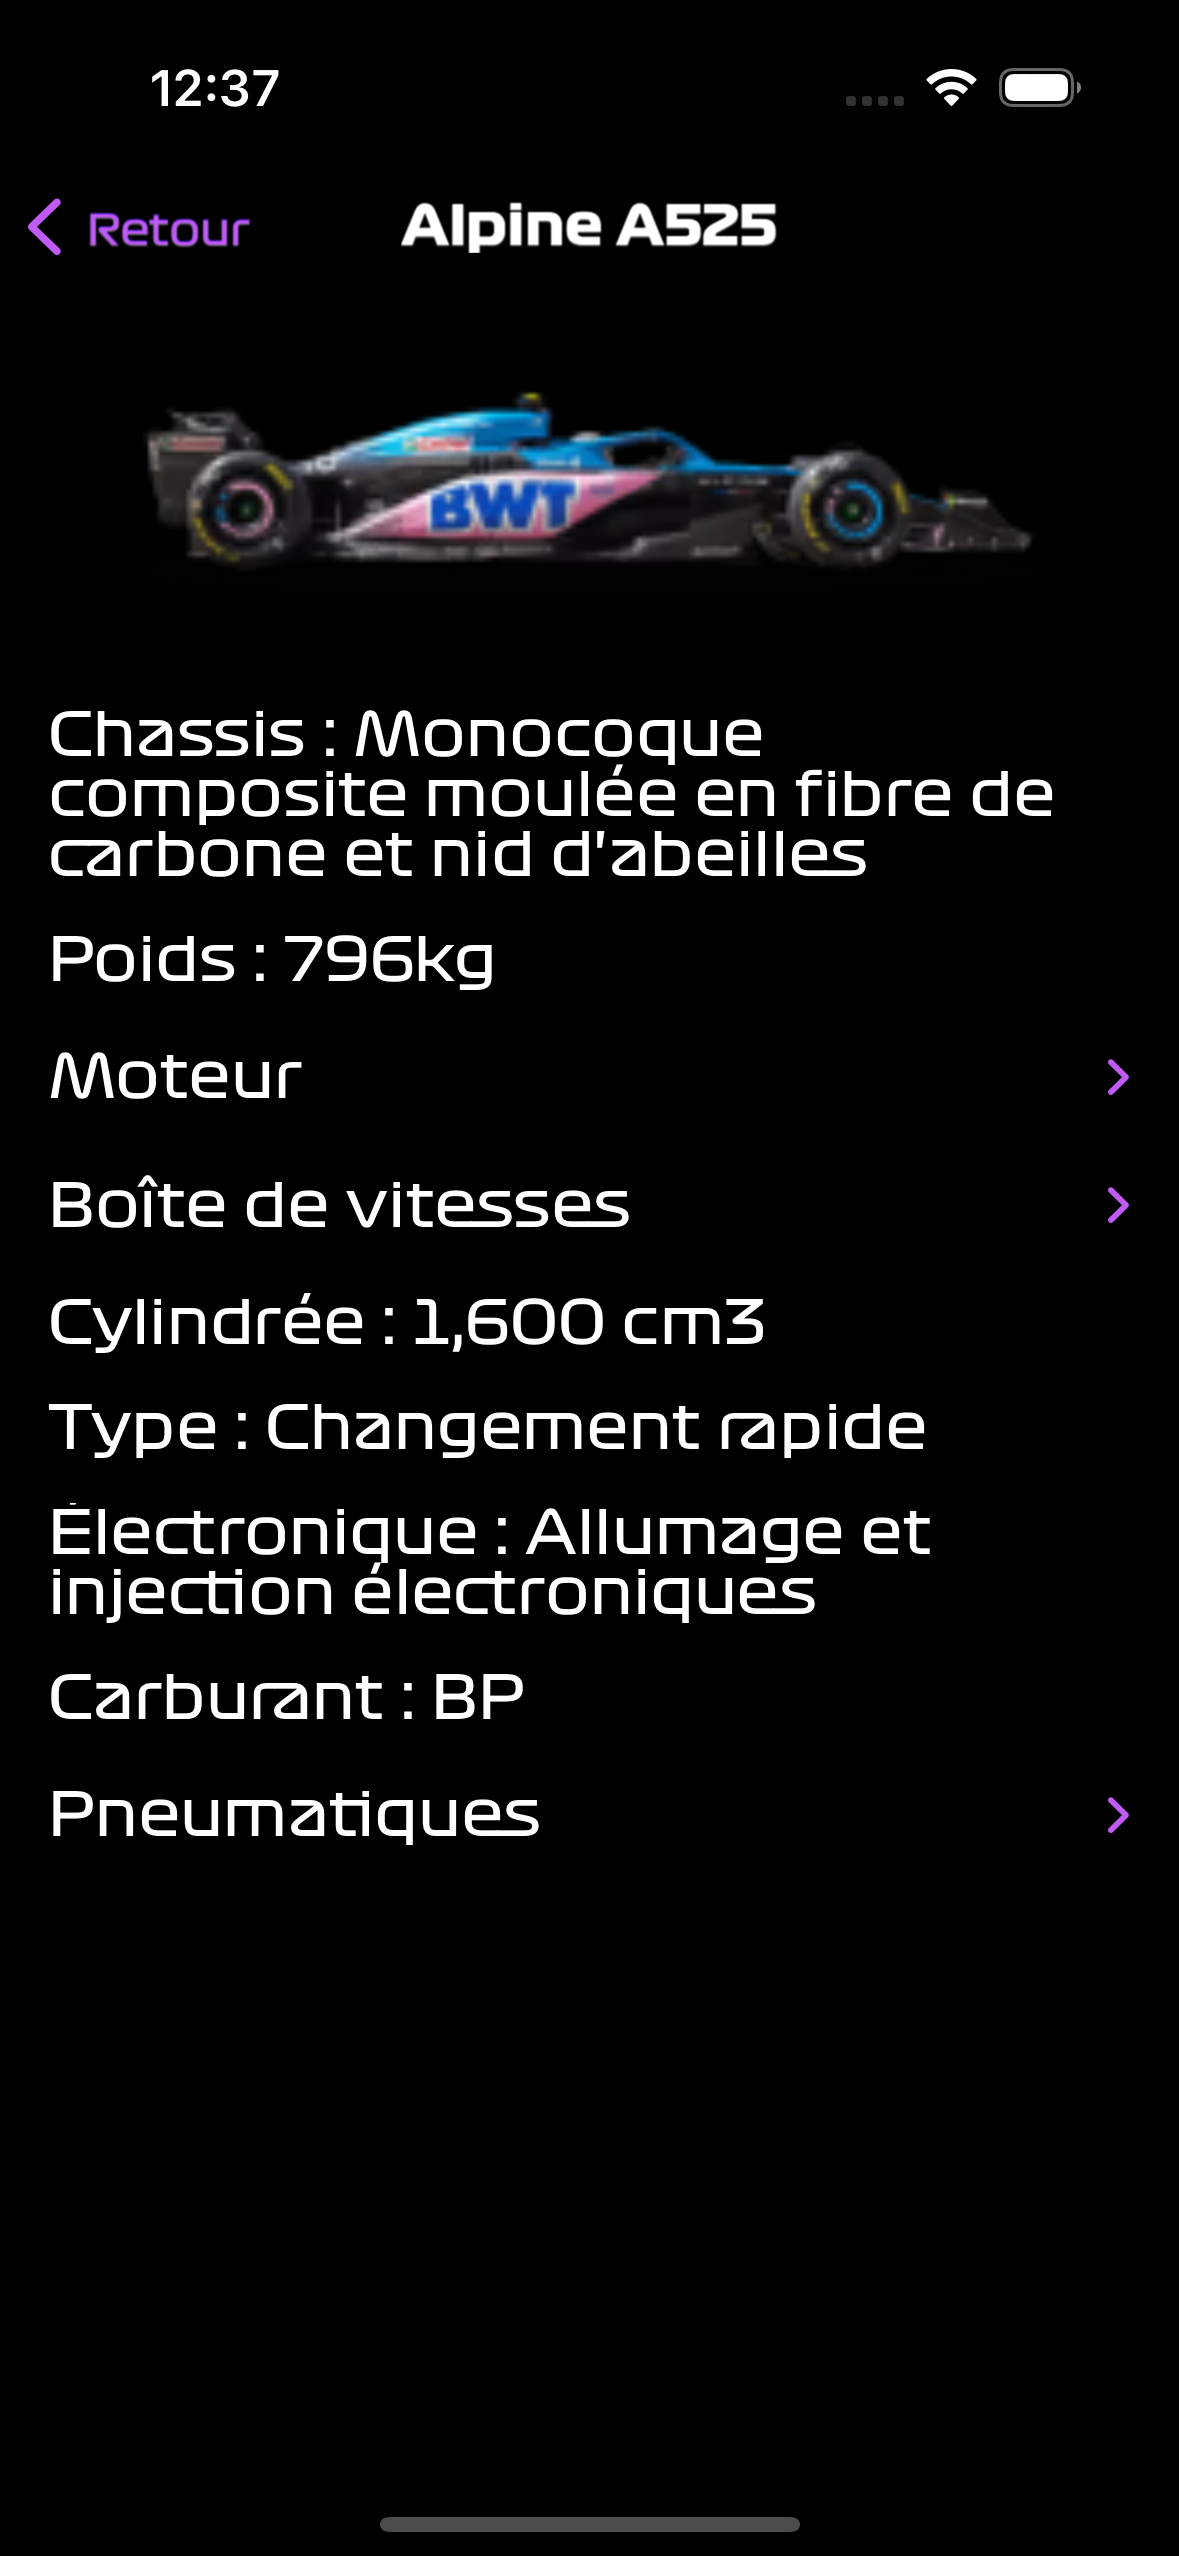 12:37
Retour
Alpine A525
BWT
Chassis : Monocoque
composite moulée en fibre de
carbone et nid d'abeilles
Poids : 796kg
Moteur
Boîte de vitesses
Cylindrée : 1,600 cm3
Type : Changement rapide
Électronique : Allumage et
injection électroniques
Carburant : BP
Pneumatiques